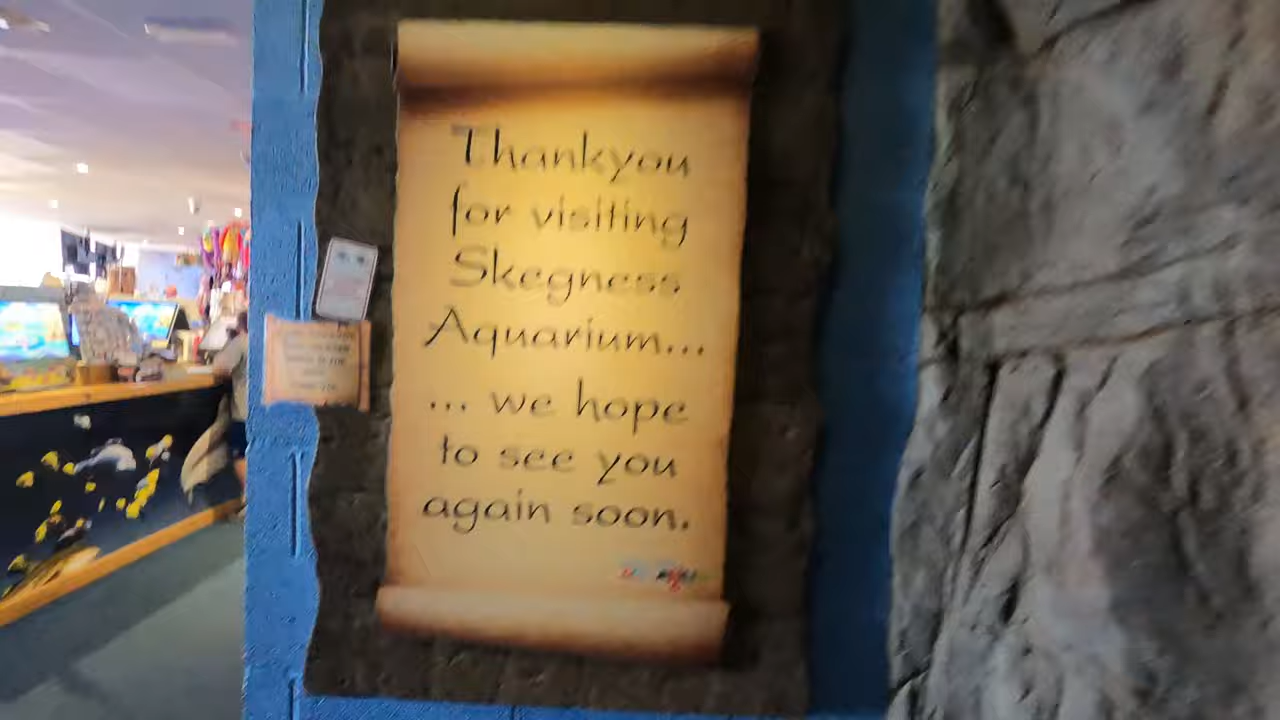 Thankyou
for visiting
Skegness
Aquarium...
... we hope
to see you
again soon.